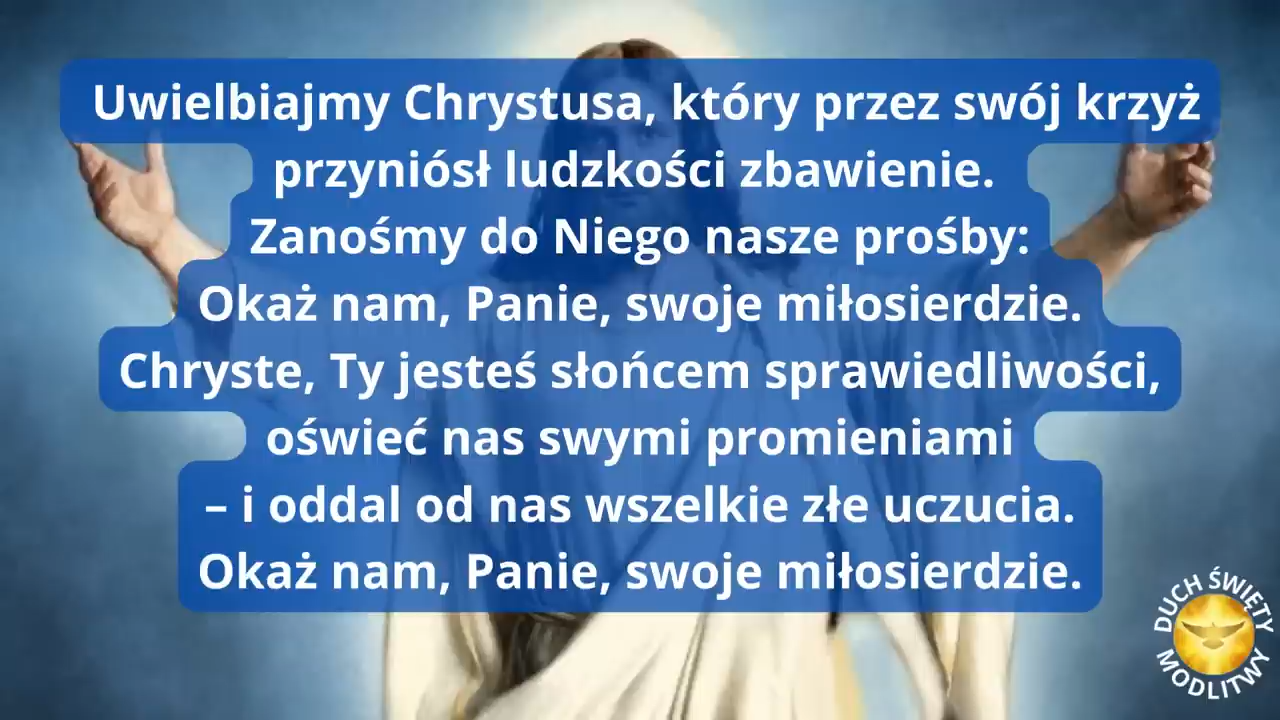 Uwielbiajmy Chrystusa, który przez swój krzyż
przyniósł ludzkości zbawienie.
Zanośmy do Niego nasze prośby:
Okaż nam, Panie, swoje miłosierdzie.
Chryste, Ty jesteś słońcem sprawiedliwości,
oświeć nas swymi promieniami
– i oddal od nas wszelkie złe uczucia.
Okaż nam, Panie, swoje miłosierdzie.
DUCH ŚWIĘTY
MODLITWY